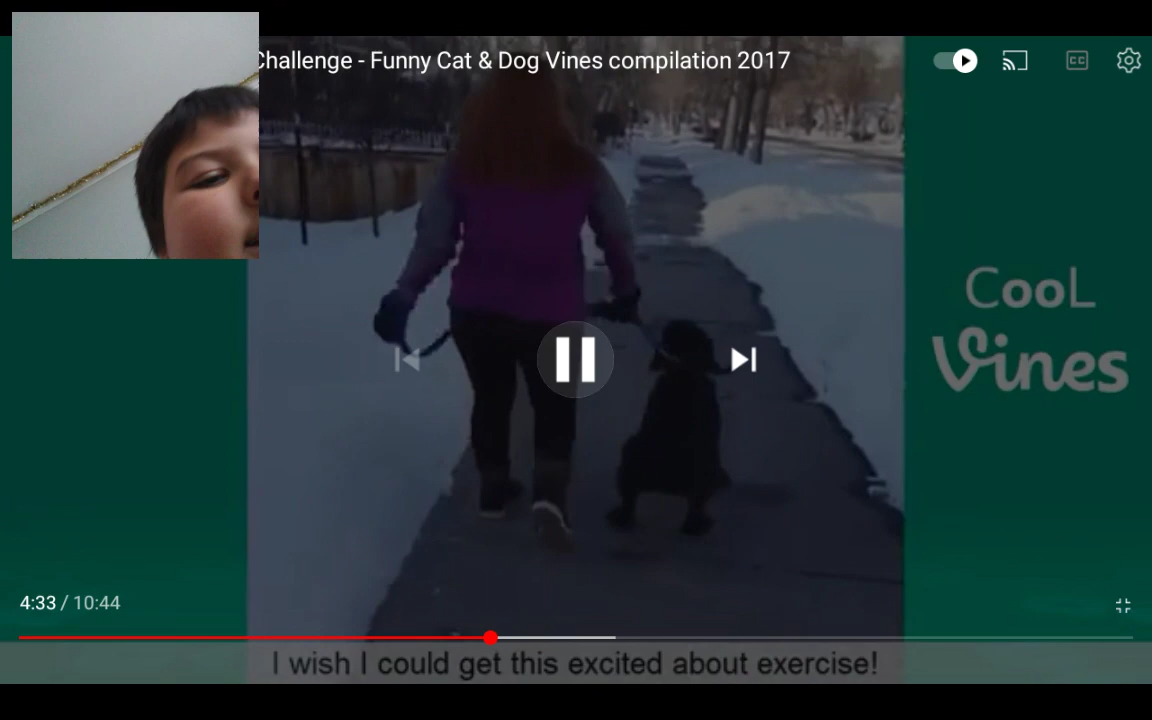 Challenge - Funny Cat & Dog Vines compilation 2017
CC
CooL
Vines
4:33 / 10:44
I wish I could get this excited about exercise!